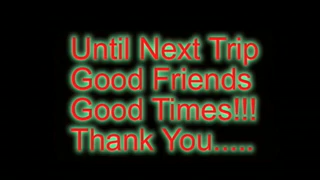 Until Next Trip
Good Friends
Good Times!!!
Thank You.....